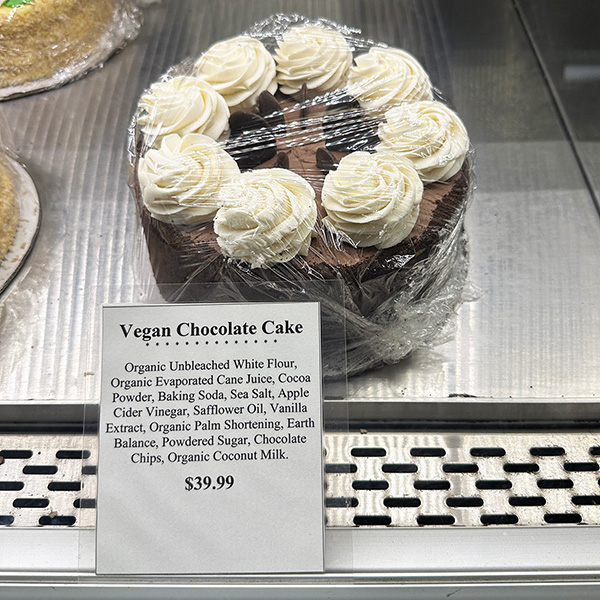 Vegan Chocolate Cake
Organic Unbleached White Flour,
Organic Evaporated Cane Juice, Cocoa
Powder, Baking Soda, Sea Salt, Apple
Cider Vinegar, Safflower Oil, Vanilla
Extract, Organic Palm Shortening, Earth
Balance, Powdered Sugar, Chocolate
Chips, Organic Coconut Milk.
$39.99